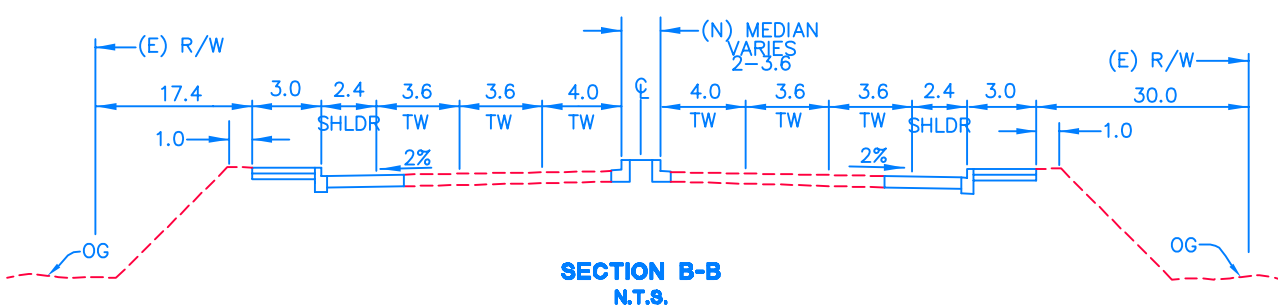 (E) R/W
(N) MEDIAN
VARIES
2-3.6
(E) R/W
17.4 3.0 2.4 3.6 3.6 4.0 ℄ 4.0 3.6 3.6 2.4 3.0 30.0
SHLDR TW TW TW TW TW TW SHLDR
1.0 2% 2% 1.0
OG OG
SECTION B-B
N.T.S.